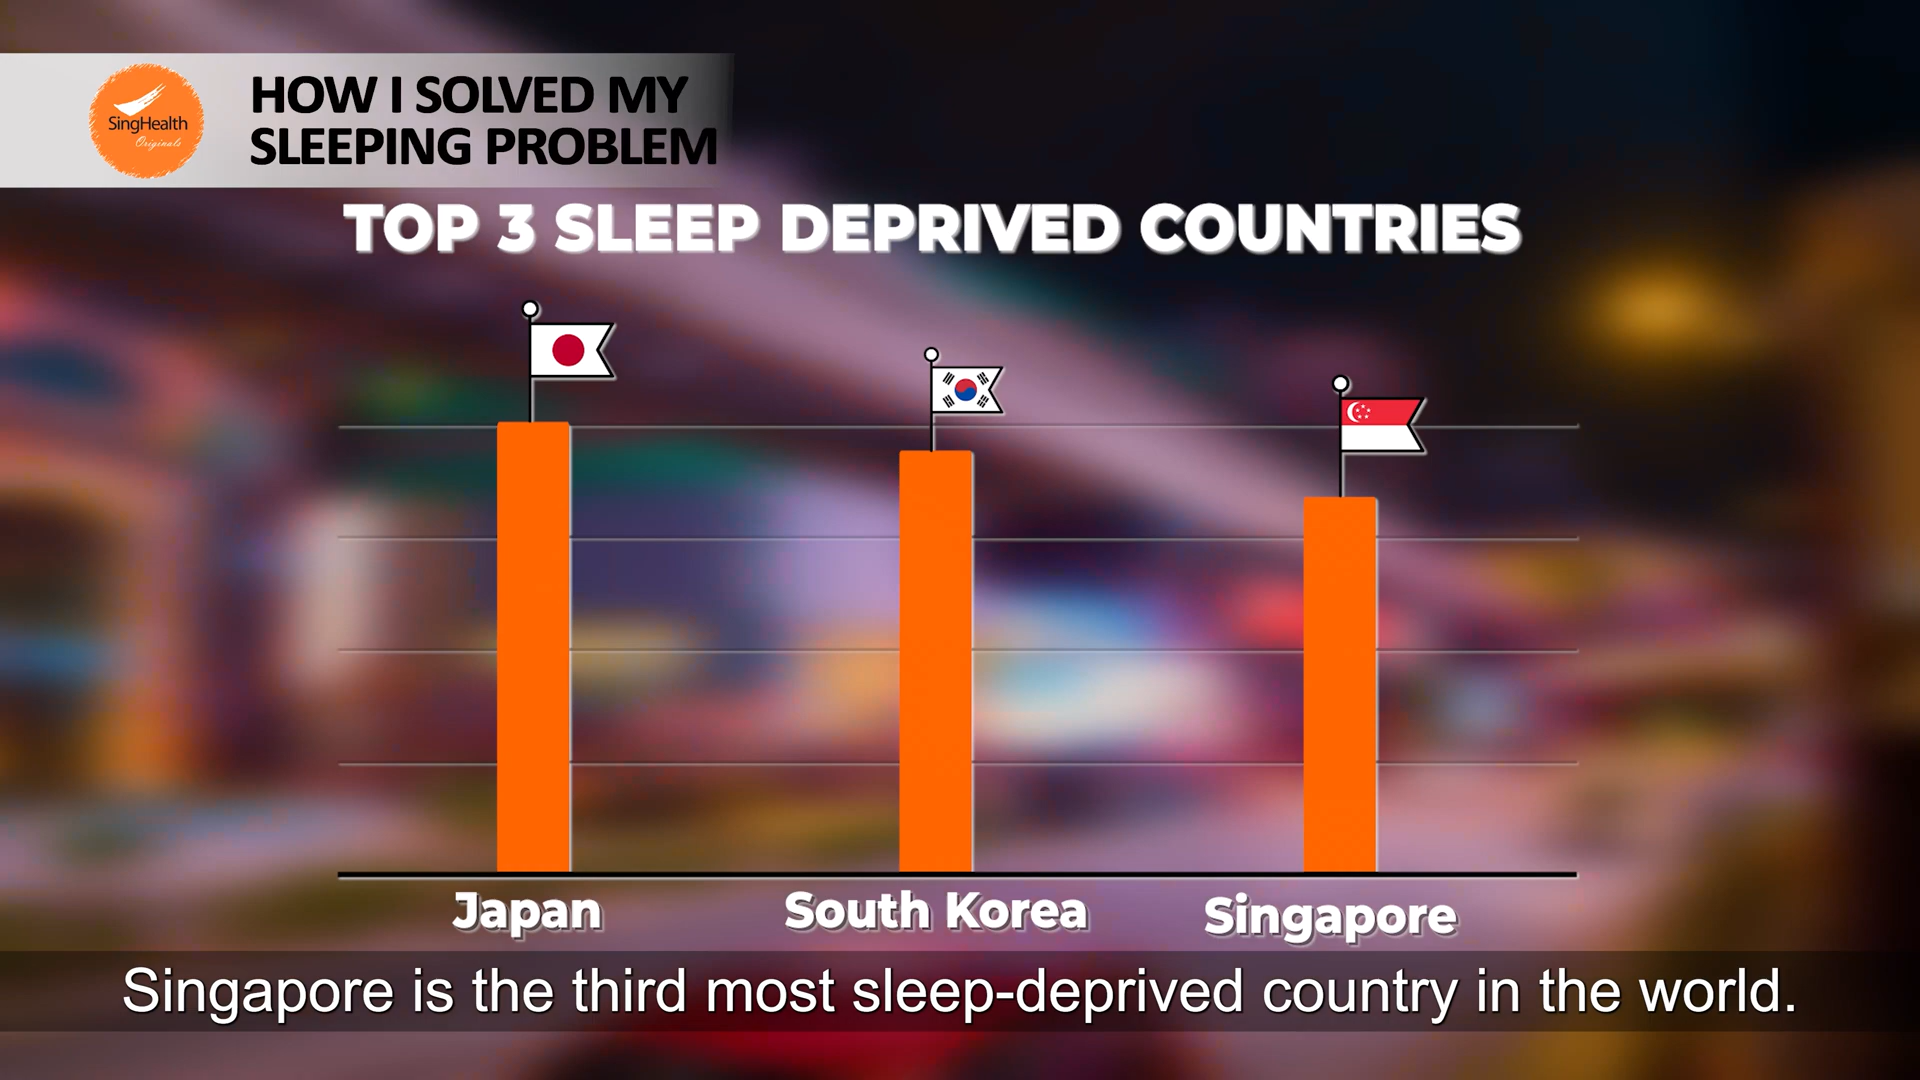 SingHealth
Originals
HOW I SOLVED MY
SLEEPING PROBLEM
TOP 3 SLEEP DEPRIVED COUNTRIES
Japan
South Korea
Singapore
Singapore is the third most sleep-deprived country in the world.